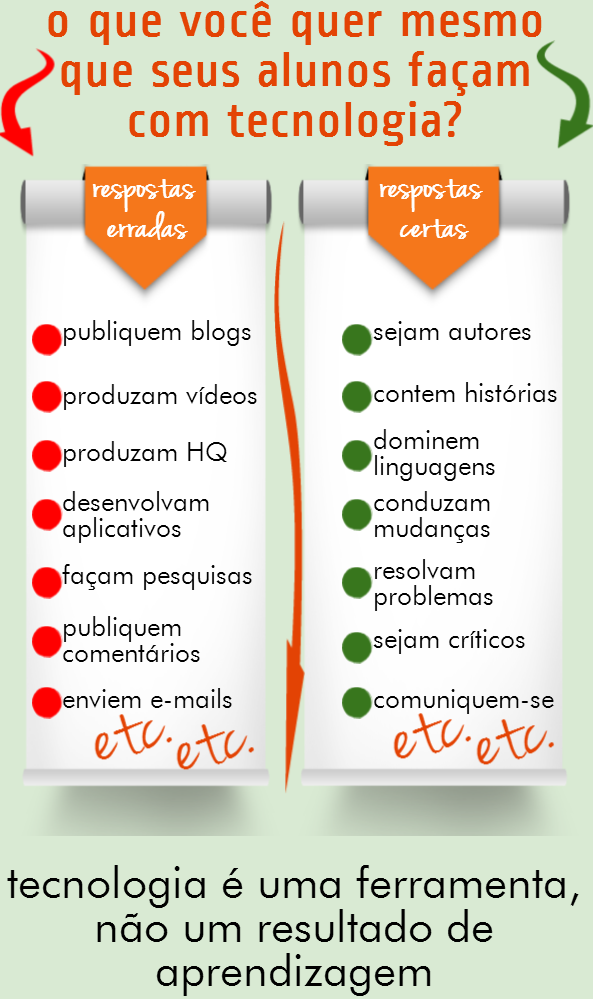 o que você quer mesmo
que seus alunos façam
com tecnologia?
respostas
erradas
publiquem blogs
produzam vídeos
produzam HQ
desenvolvam
aplicativos
façam pesquisas
publiquem
comentários
enviem e-mails
etc. etc.
respostas
certas
sejam autores
contem histórias
dominem
linguagens
conduzam
mudanças
resolvam
problemas
sejam críticos
comuniquem-se
etc. etc.
tecnologia é uma ferramenta,
não um resultado de
aprendizagem